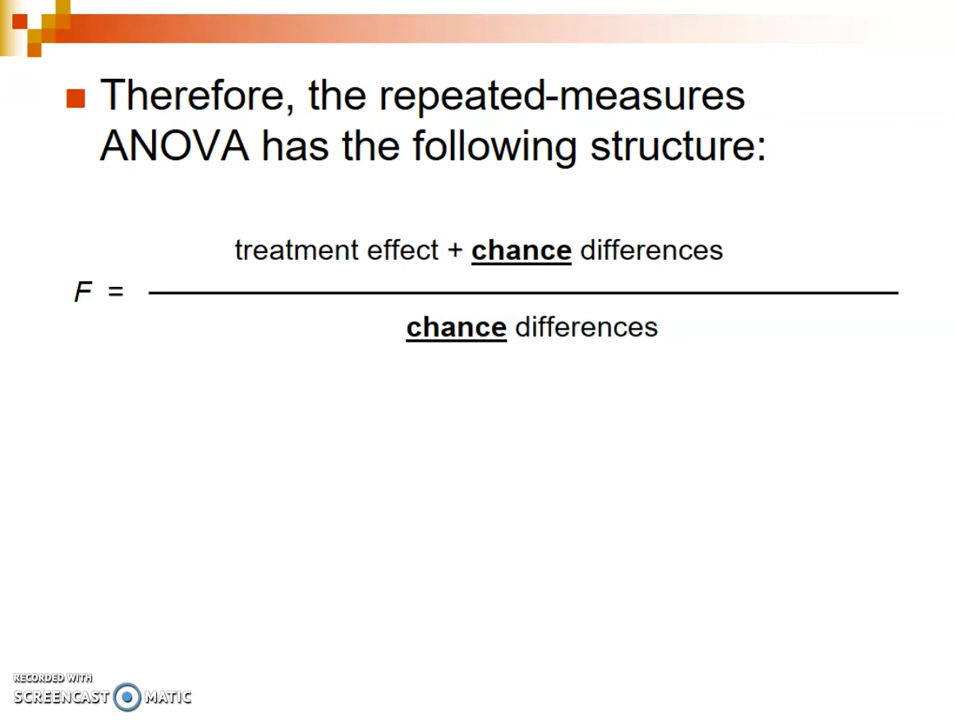 Therefore, the repeated-measures
ANOVA has the following structure:
treatment effect + chance differences
F =
chance differences
RECORDED WITH
SCREENCAST MATIC